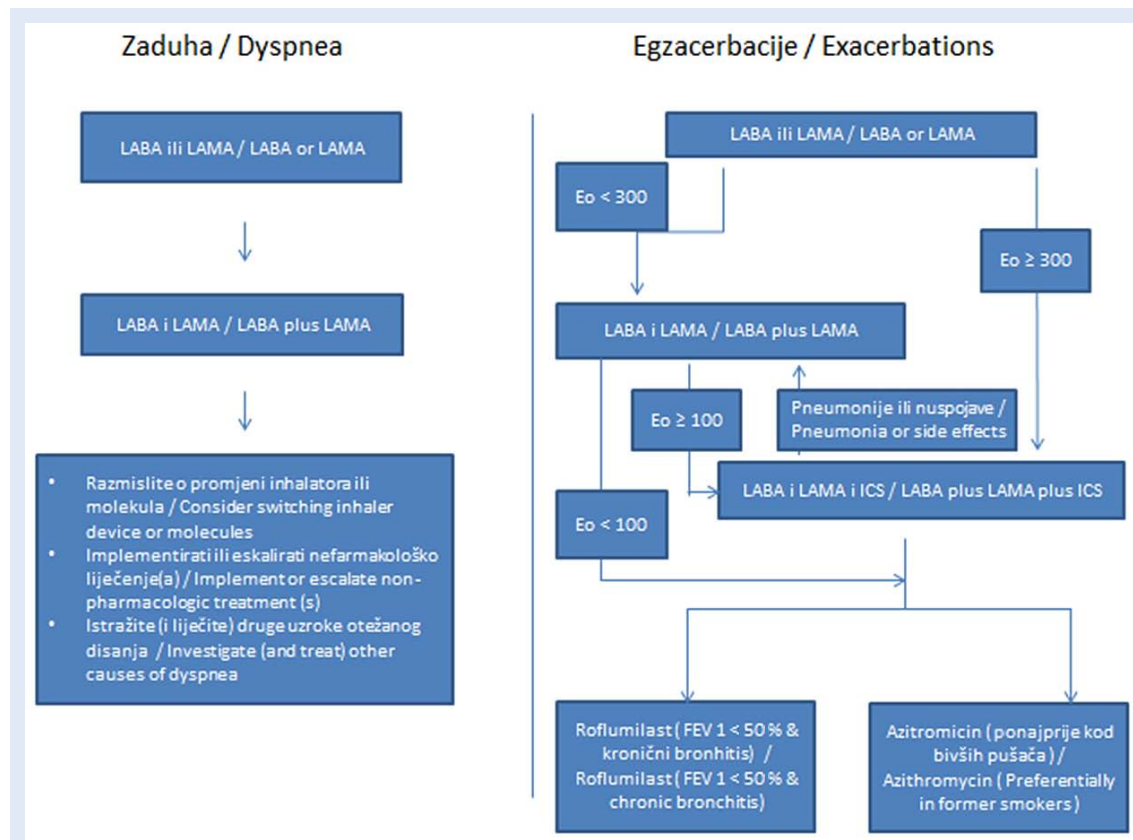 Zaduha / Dyspnea
LABA ili LAMA / LABA or LAMA
LABA i LAMA / LABA plus LAMA
• Razmislite o promjeni inhalatora ili
molekula / Consider switching inhaler
device or molecules
• Implementirati ili eskalirati nefarmakološko
liječenje(a) / Implement or escalate non-
pharmacologic treatment (s)
• Istražite (i liječite) druge uzroke otežanog
disanja / Investigate (and treat) other
causes of dyspnea
Egzacerbacije / Exacerbations
LABA ili LAMA / LABA or LAMA
Eo < 300
Eo ≥ 300
LABA i LAMA / LABA plus LAMA
Eo ≥ 100
Pneumonije ili nuspojave /
Pneumonia or side effects
LABA i LAMA i ICS / LABA plus LAMA plus ICS
Eo < 100
Roflumilast ( FEV 1 < 50 % &
kronični bronhitis) /
Roflumilast ( FEV 1 < 50 % &
chronic bronchitis)
Azitromicin ( ponajprije kod
bivših pušača ) /
Azithromycin ( Preferentially
in former smokers )